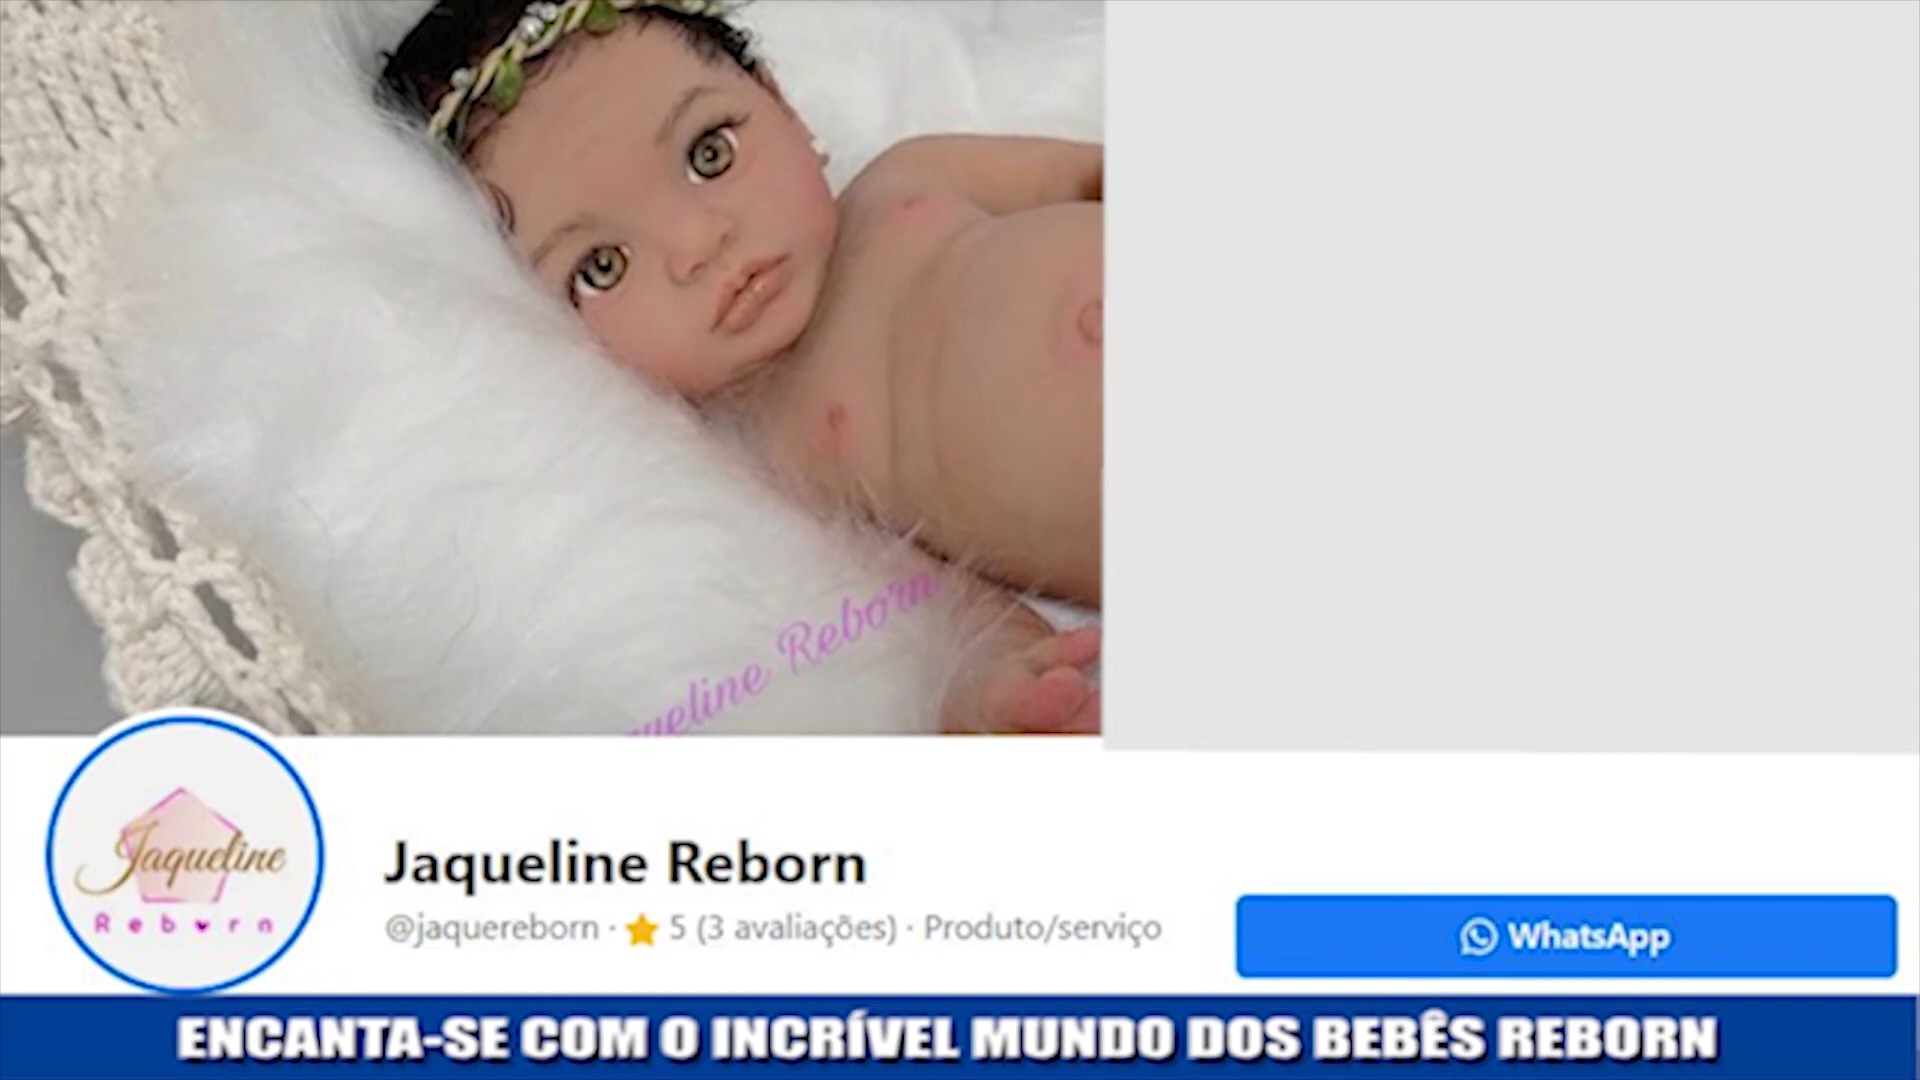 queline Reborn
Jaqueline
Reborn
Jaqueline Reborn
@jaquereborn · 5 (3 avaliações) · Produto/serviço
WhatsApp
ENCANTA-SE COM O INCRÍVEL MUNDO DOS BEBÊS REBORN